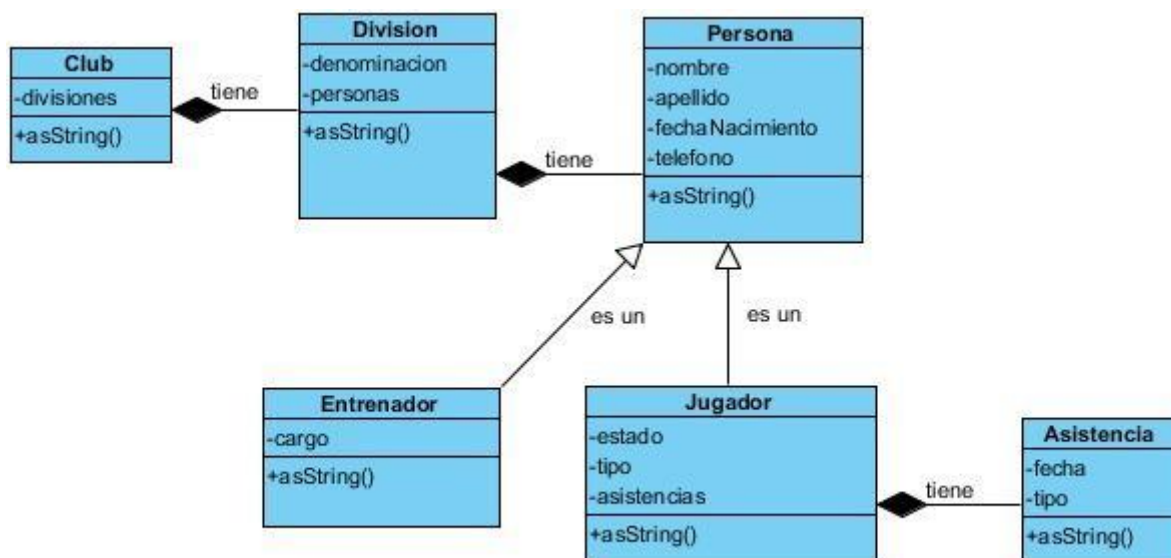 Club
-divisiones
+asString()
tiene
Division
-denominacion
-personas
+asString()
tiene
Persona
-nombre
-apellido
-fechaNacimiento
-telefono
+asString()
es un
es un
Entrenador
-cargo
+asString()
Jugador
-estado
-tipo
-asistencias
+asString()
tiene
Asistencia
-fecha
-tipo
+asString()